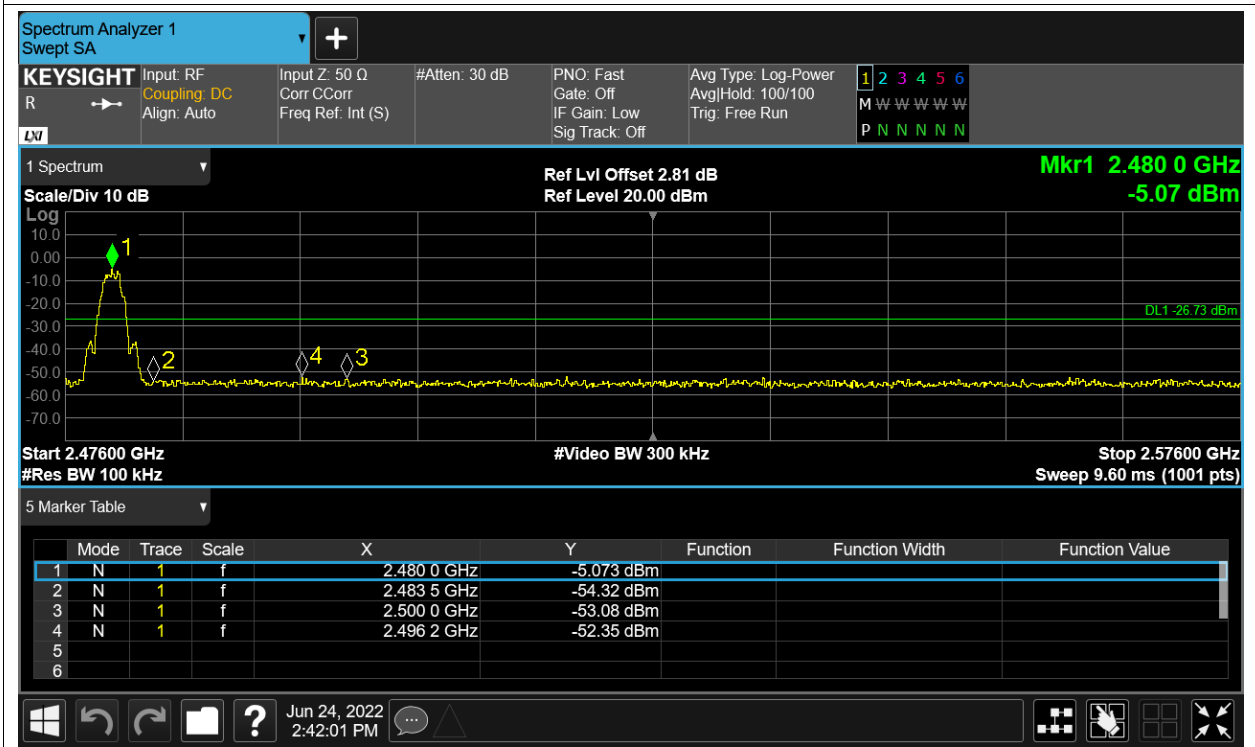 Spectrum Analyzer 1
Swept SA
KEYSIGHT Input: RF Input Z: 50 Ω #Atten: 30 dB PNO: Fast Avg Type: Log-Power 1 2 3 4 5 6
R Coupling: DC Corr CCorr Gate: Off Avg|Hold: 100/100 M W W W W W
Align: Auto Freq Ref: Int (S) IF Gain: Low Trig: Free Run
LXI Sig Track: Off P N N N N N
1 Spectrum Ref Lvl Offset 2.81 dB Mkr1 2.480 0 GHz
Scale/Div 10 dB Ref Level 20.00 dBm -5.07 dBm
Log
10.0
1
0.00
-10.0
-20.0
DL1 -26.73 dBm
-30.0
-40.0
2 4 3
-50.0
-60.0
-70.0
Start 2.47600 GHz #Video BW 300 kHz Stop 2.57600 GHz
#Res BW 100 kHz Sweep 9.60 ms (1001 pts)
5 Marker Table
Mode Trace Scale X Y Function Function Width Function Value
1 N 1 f 2.480 0 GHz -5.073 dBm
2 N 1 f 2.483 5 GHz -54.32 dBm
3 N 1 f 2.500 0 GHz -53.08 dBm
4 N 1 f 2.496 2 GHz -52.35 dBm
5
6
? Jun 24, 2022
2:42:01 PM